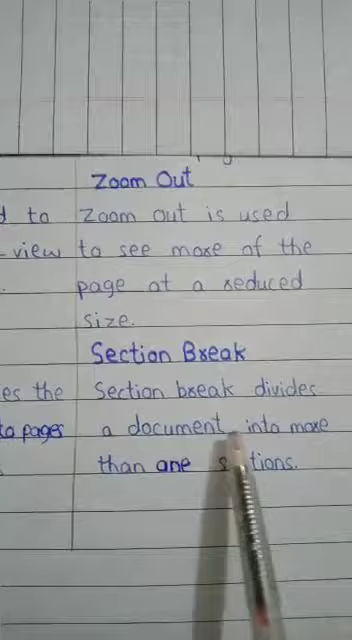 Zoom Out
d to Zoom out is used
view to see more of the
page at a reduced
size.
Section Break
es the Section break divides
to pages a document into more
than one